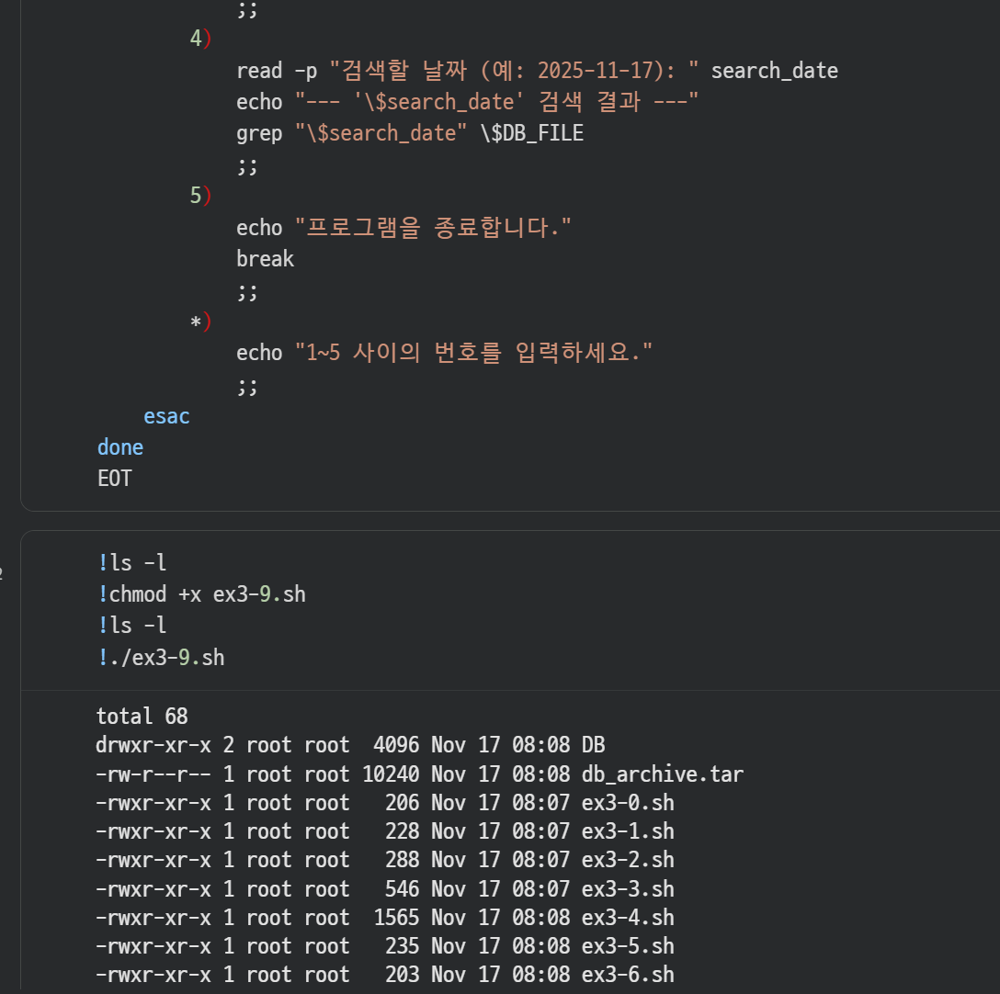 ;;
4)
read -p "검색할 날짜 (예: 2025-11-17): " search_date
echo "--- '\$search_date' 검색 결과 ---"
grep "\$search_date" \$DB_FILE
;;
5)
echo "프로그램을 종료합니다."
break
;;
*)
echo "1~5 사이의 번호를 입력하세요."
;;
esac
done
EOT
!ls -l
!chmod +x ex3-9.sh
!ls -l
!./ex3-9.sh
total 68
drwxr-xr-x 2 root root  4096 Nov 17 08:08 DB
-rw-r--r-- 1 root root 10240 Nov 17 08:08 db_archive.tar
-rwxr-xr-x 1 root root   206 Nov 17 08:07 ex3-0.sh
-rwxr-xr-x 1 root root   228 Nov 17 08:07 ex3-1.sh
-rwxr-xr-x 1 root root   288 Nov 17 08:07 ex3-2.sh
-rwxr-xr-x 1 root root   546 Nov 17 08:07 ex3-3.sh
-rwxr-xr-x 1 root root  1565 Nov 17 08:08 ex3-4.sh
-rwxr-xr-x 1 root root   235 Nov 17 08:08 ex3-5.sh
-rwxr-xr-x 1 root root   203 Nov 17 08:08 ex3-6.sh